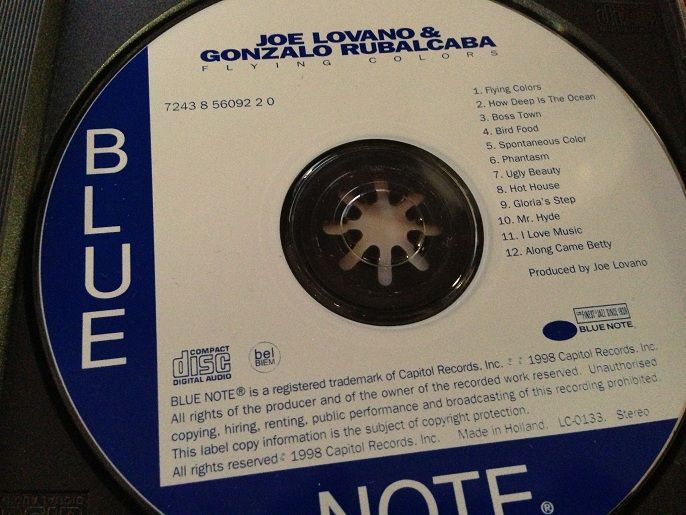 JOE LOVANO &
GONZALO RUBALCABA
FLYING COLORS
7243 8 56092 2 0
1. Flying Colors
2. How Deep Is The Ocean
3. Boss Town
4. Bird Food
5. Spontaneous Color
6. Phantasm
7. Ugly Beauty
8. Hot House
9. Gloria's Step
10. Mr. Hyde
11. I Love Music
12. Along Came Betty
Produced by Joe Lovano
BLUE
COMPACT
disc
DIGITAL AUDIO
bel
BIEM
THE FINEST IN JAZZ SINCE 1939
BLUE NOTE.
BLUE NOTE® is a registered trademark of Capitol Records, Inc. 1998 Capitol Records, Inc.
All rights of the producer and of the owner of the recorded work reserved. Unauthorised
copying, hiring, renting, public performance and broadcasting of this recording prohibited.
This label copy information is the subject of copyright protection.
All rights reserved 1998 Capitol Records, Inc. Made in Holland. LC-0133. Stereo
NOTE®